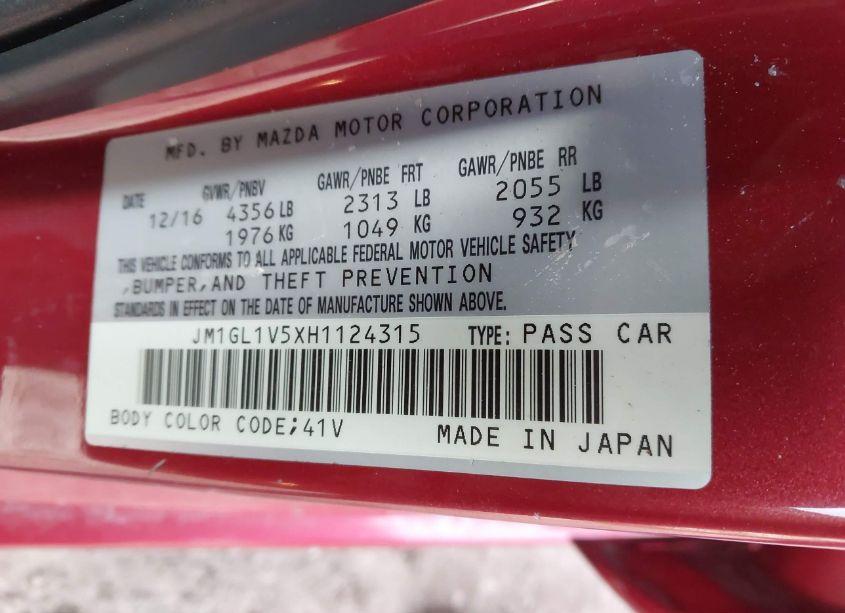 MFD. BY MAZDA MOTOR CORPORATION
DATE GVWR/PNBV GAWR/PNBE FRT GAWR/PNBE RR
12/16 4356 LB 2313 LB 2055 LB
1976 KG 1049 KG 932 KG
THIS VEHICLE CONFORMS TO ALL APPLICABLE FEDERAL MOTOR VEHICLE SAFETY
,BUMPER,AND THEFT PREVENTION
STANDARDS IN EFFECT ON THE DATE OF MANUFACTURE SHOWN ABOVE.
JM1GL1V5XH1124315 TYPE: PASS CAR
BODY COLOR CODE;41V MADE IN JAPAN